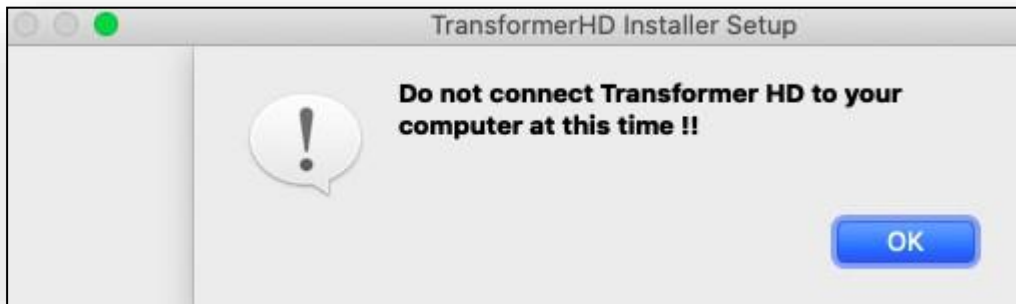 TransformerHD Installer Setup
Do not connect Transformer HD to your
computer at this time !!
OK